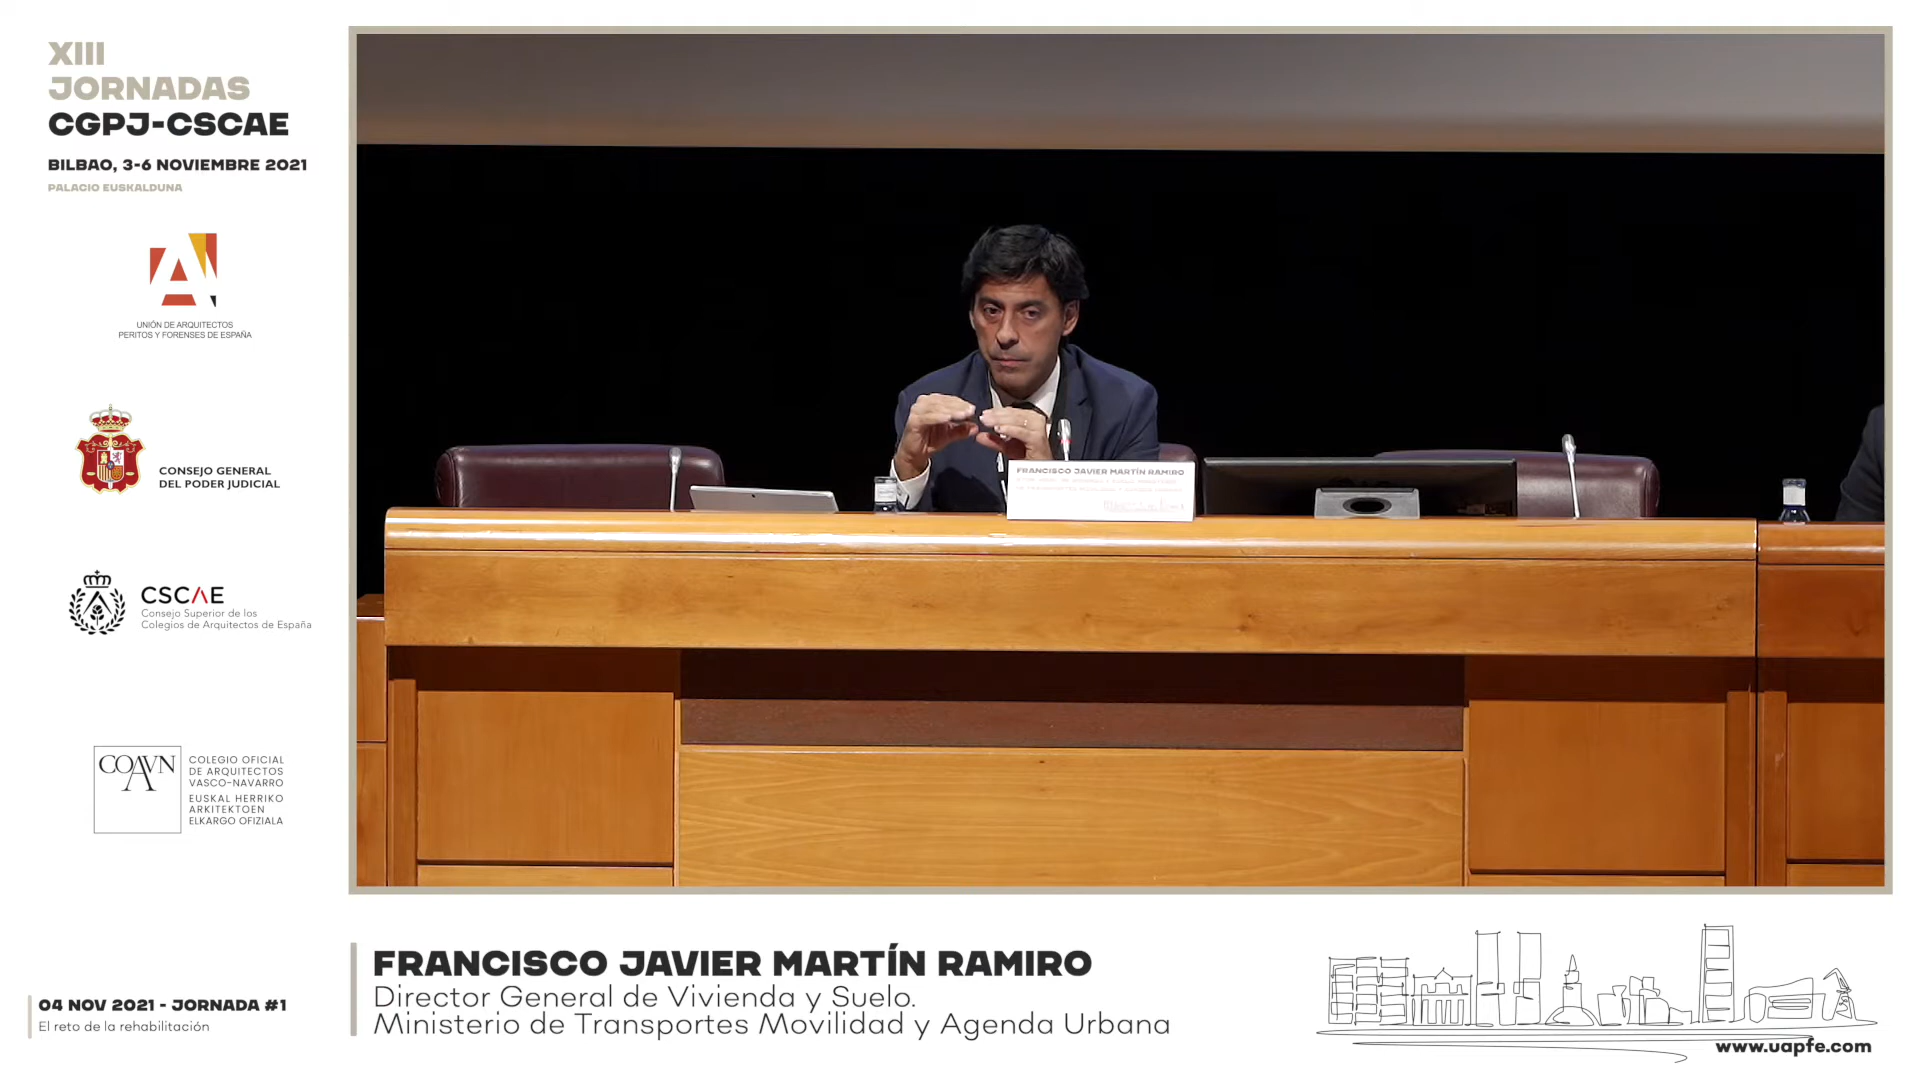 XIII
JORNADAS
CGPJ-CSCAE
BILBAO, 3-6 NOVIEMBRE 2021
PALACIO EUSKALDUNA
UNIÓN DE ARQUITECTOS
PERITOS Y FORENSES DE ESPAÑA
CONSEJO GENERAL
DEL PODER JUDICIAL
CSCAE
Consejo Superior de los
Colegios de Arquitectos de España
COAVN
COLEGIO OFICIAL
DE ARQUITECTOS
VASCO-NAVARRO
EUSKAL HERRIKO
ARKITEKTOEN
ELKARGO OFIZIALA
04 NOV 2021 - JORNADA #1
El reto de la rehabilitación
FRANCISCO JAVIER MARTÍN RAMIRO
FRANCISCO JAVIER MARTÍN RAMIRO
Director General de Vivienda y Suelo.
Ministerio de Transportes Movilidad y Agenda Urbana
www.uapfe.com